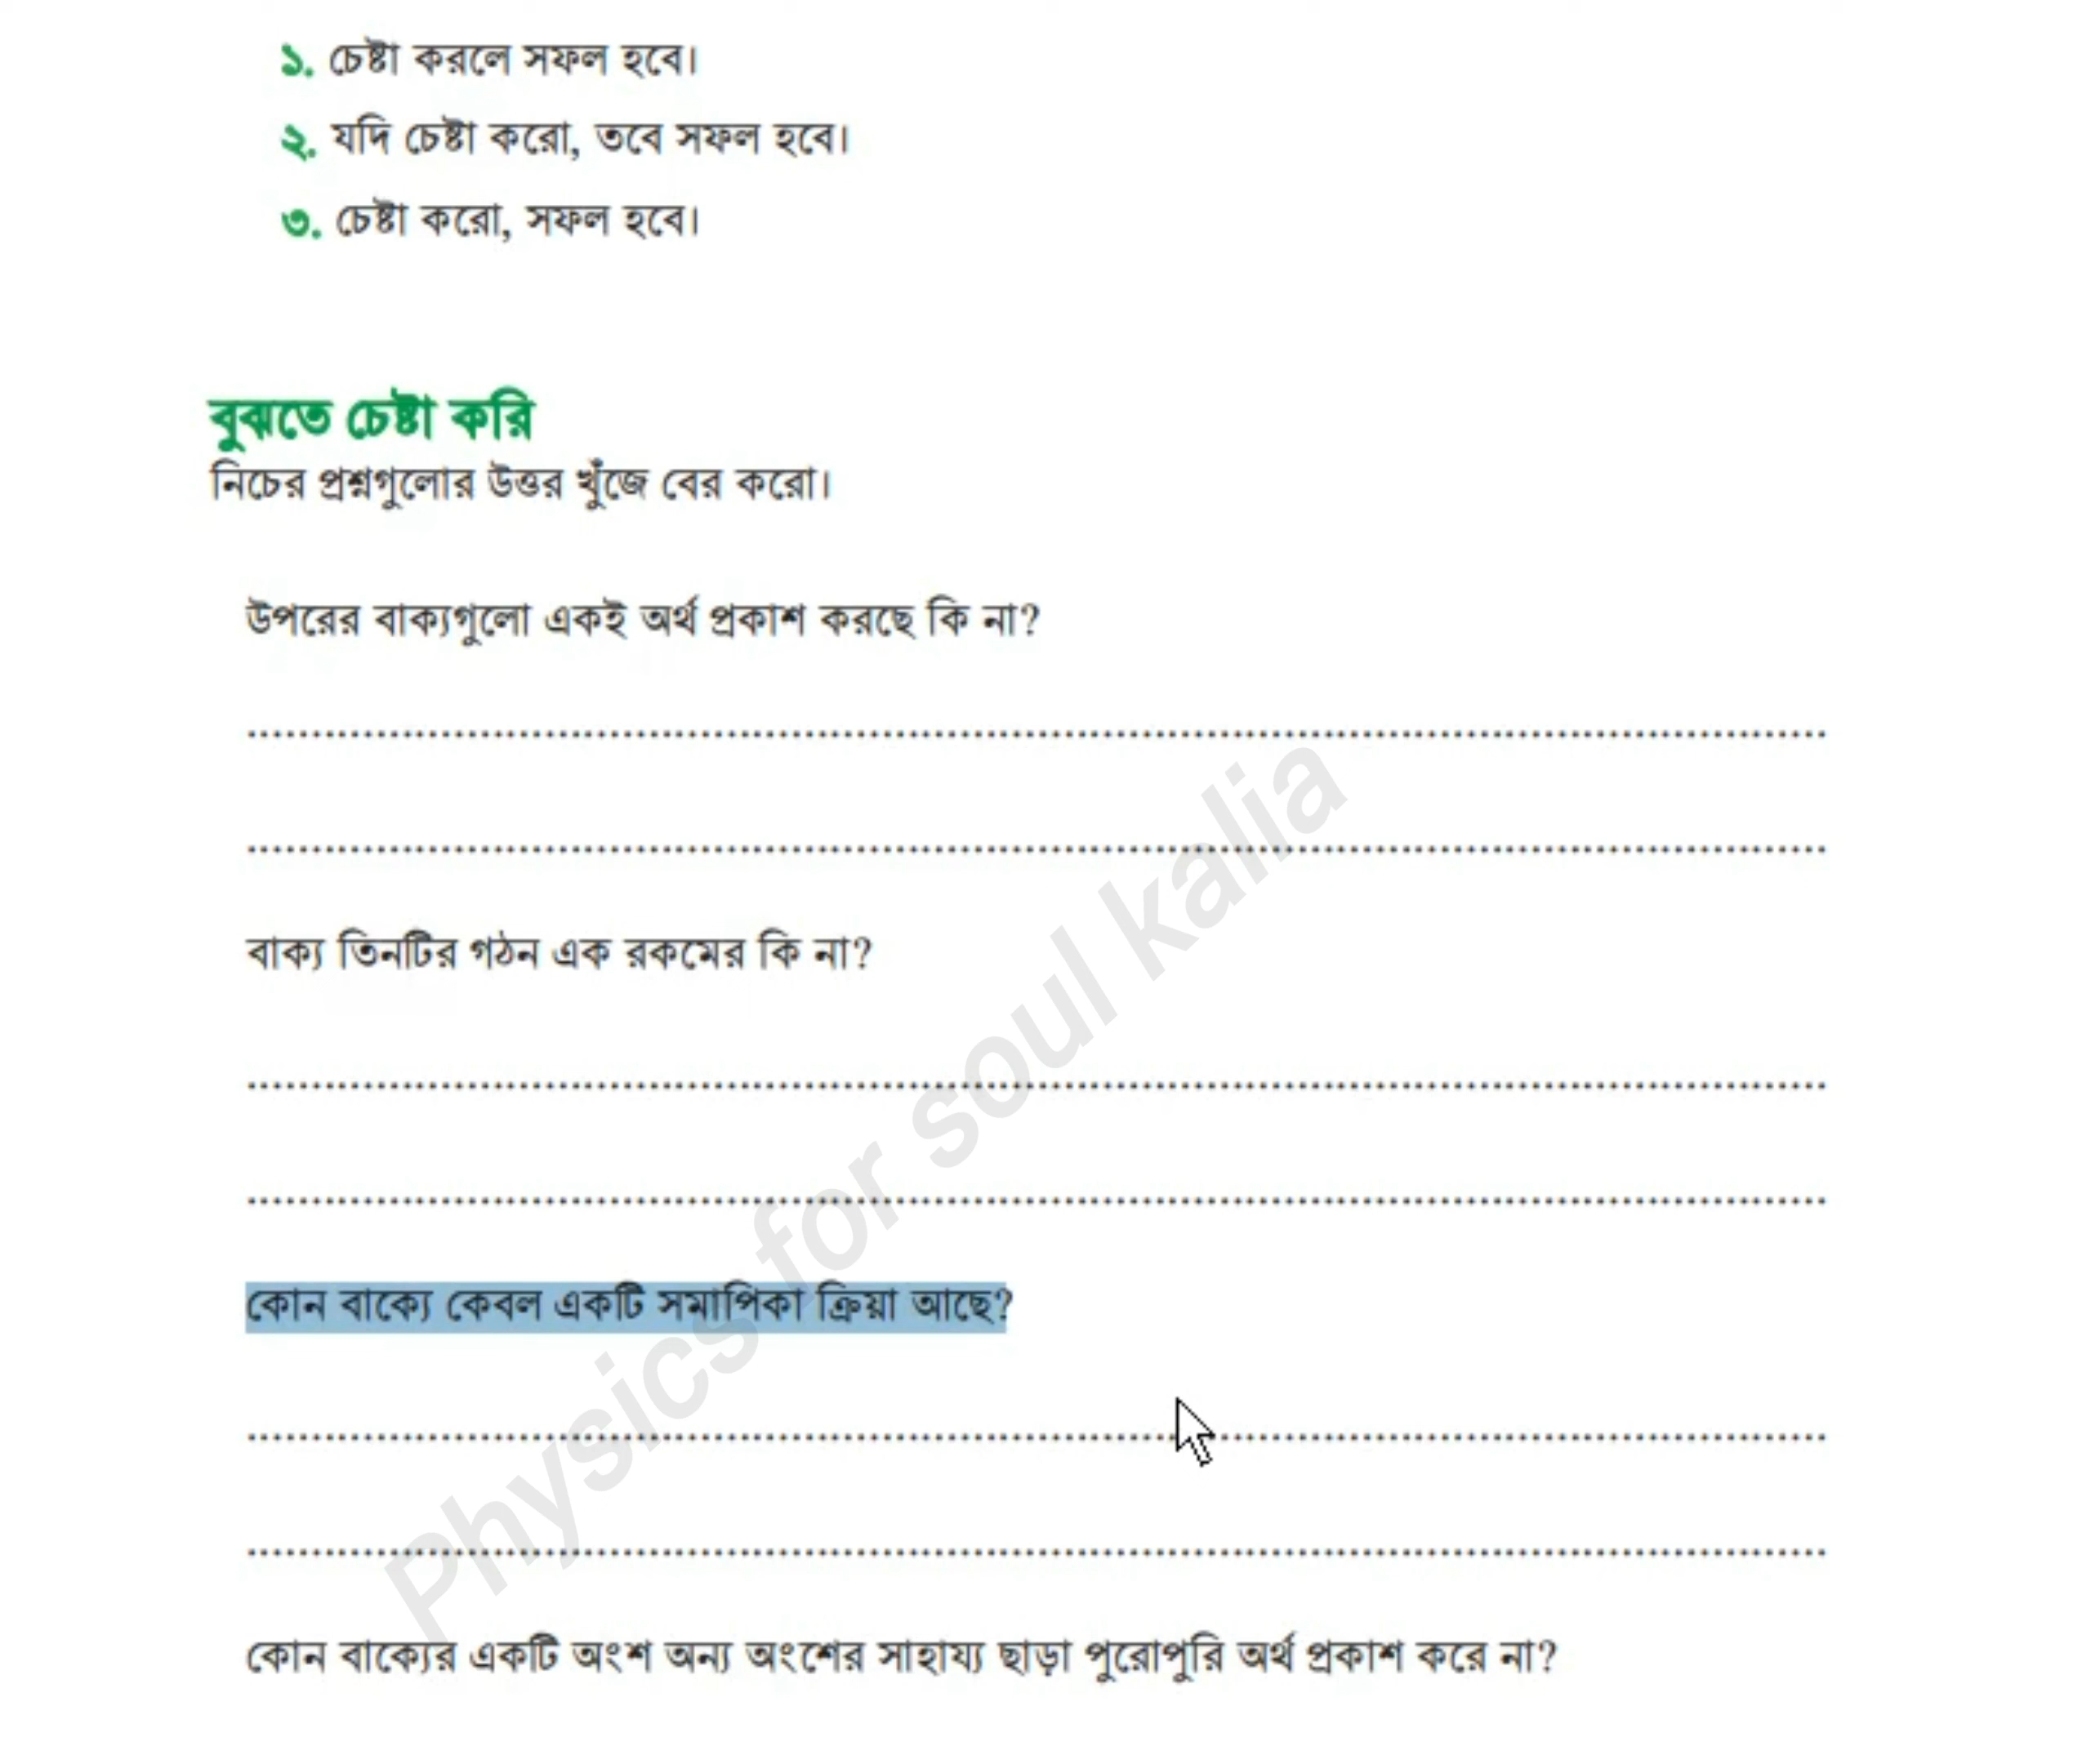 ১. চেষ্টা করলে সফল হবে।
২. যদি চেষ্টা করো, তবে সফল হবে।
৩. চেষ্টা করো, সফল হবে।
বুঝতে চেষ্টা করি
নিচের প্রশ্নগুলোর উত্তর খুঁজে বের করো।
উপরের বাক্যগুলো একই অর্থ প্রকাশ করছে কি না?
বাক্য তিনটির গঠন এক রকমের কি না?
কোন বাক্যে কেবল একটি সমাপিকা ক্রিয়া আছে?
কোন বাক্যের একটি অংশ অন্য অংশের সাহায্য ছাড়া পুরোপুরি অর্থ প্রকাশ করে না?
Physics for soul kalia